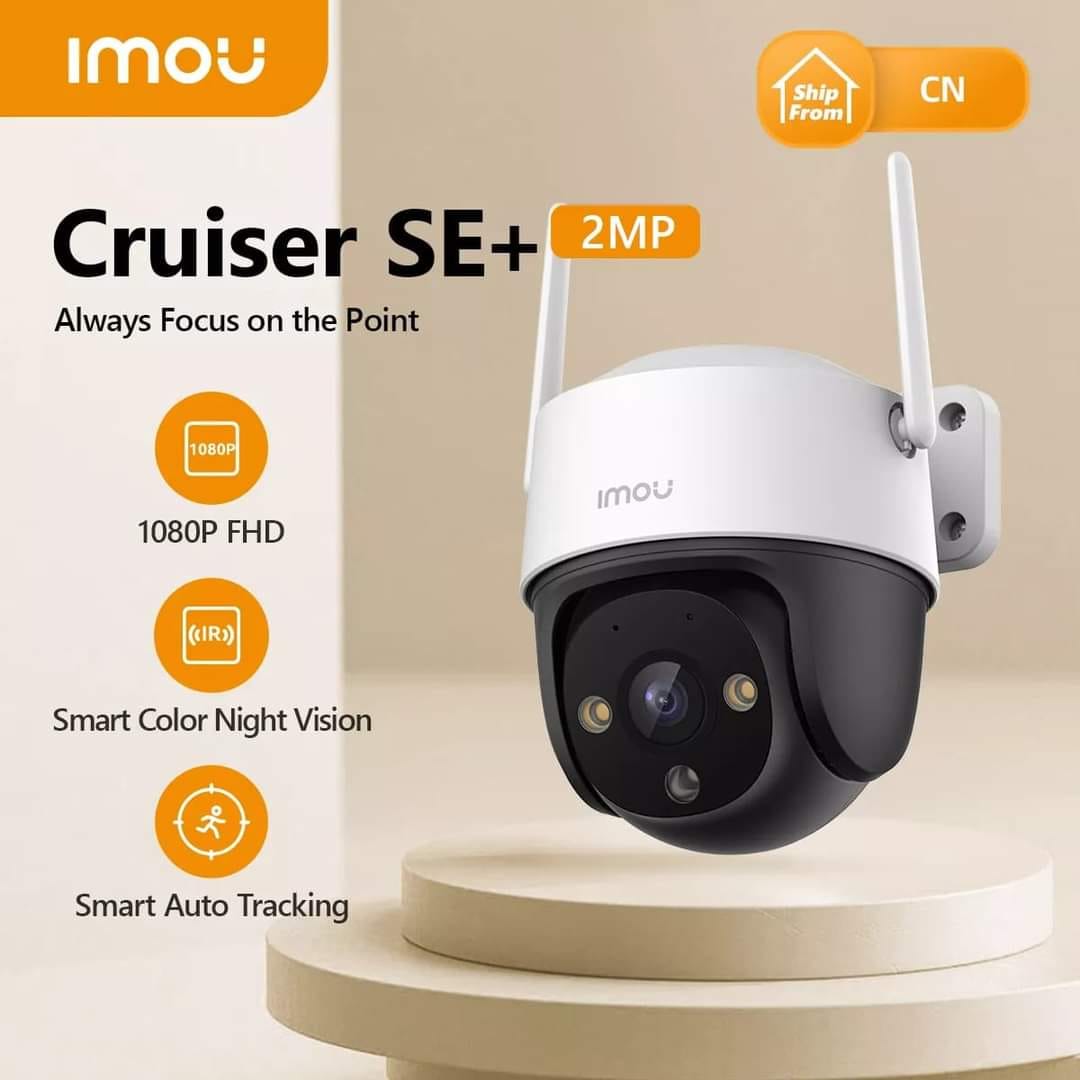 imou
Ship
From
CN
Cruiser SE+
2MP
Always Focus on the Point
1080P
1080P FHD
imou
IR
Smart Color Night Vision
Smart Auto Tracking